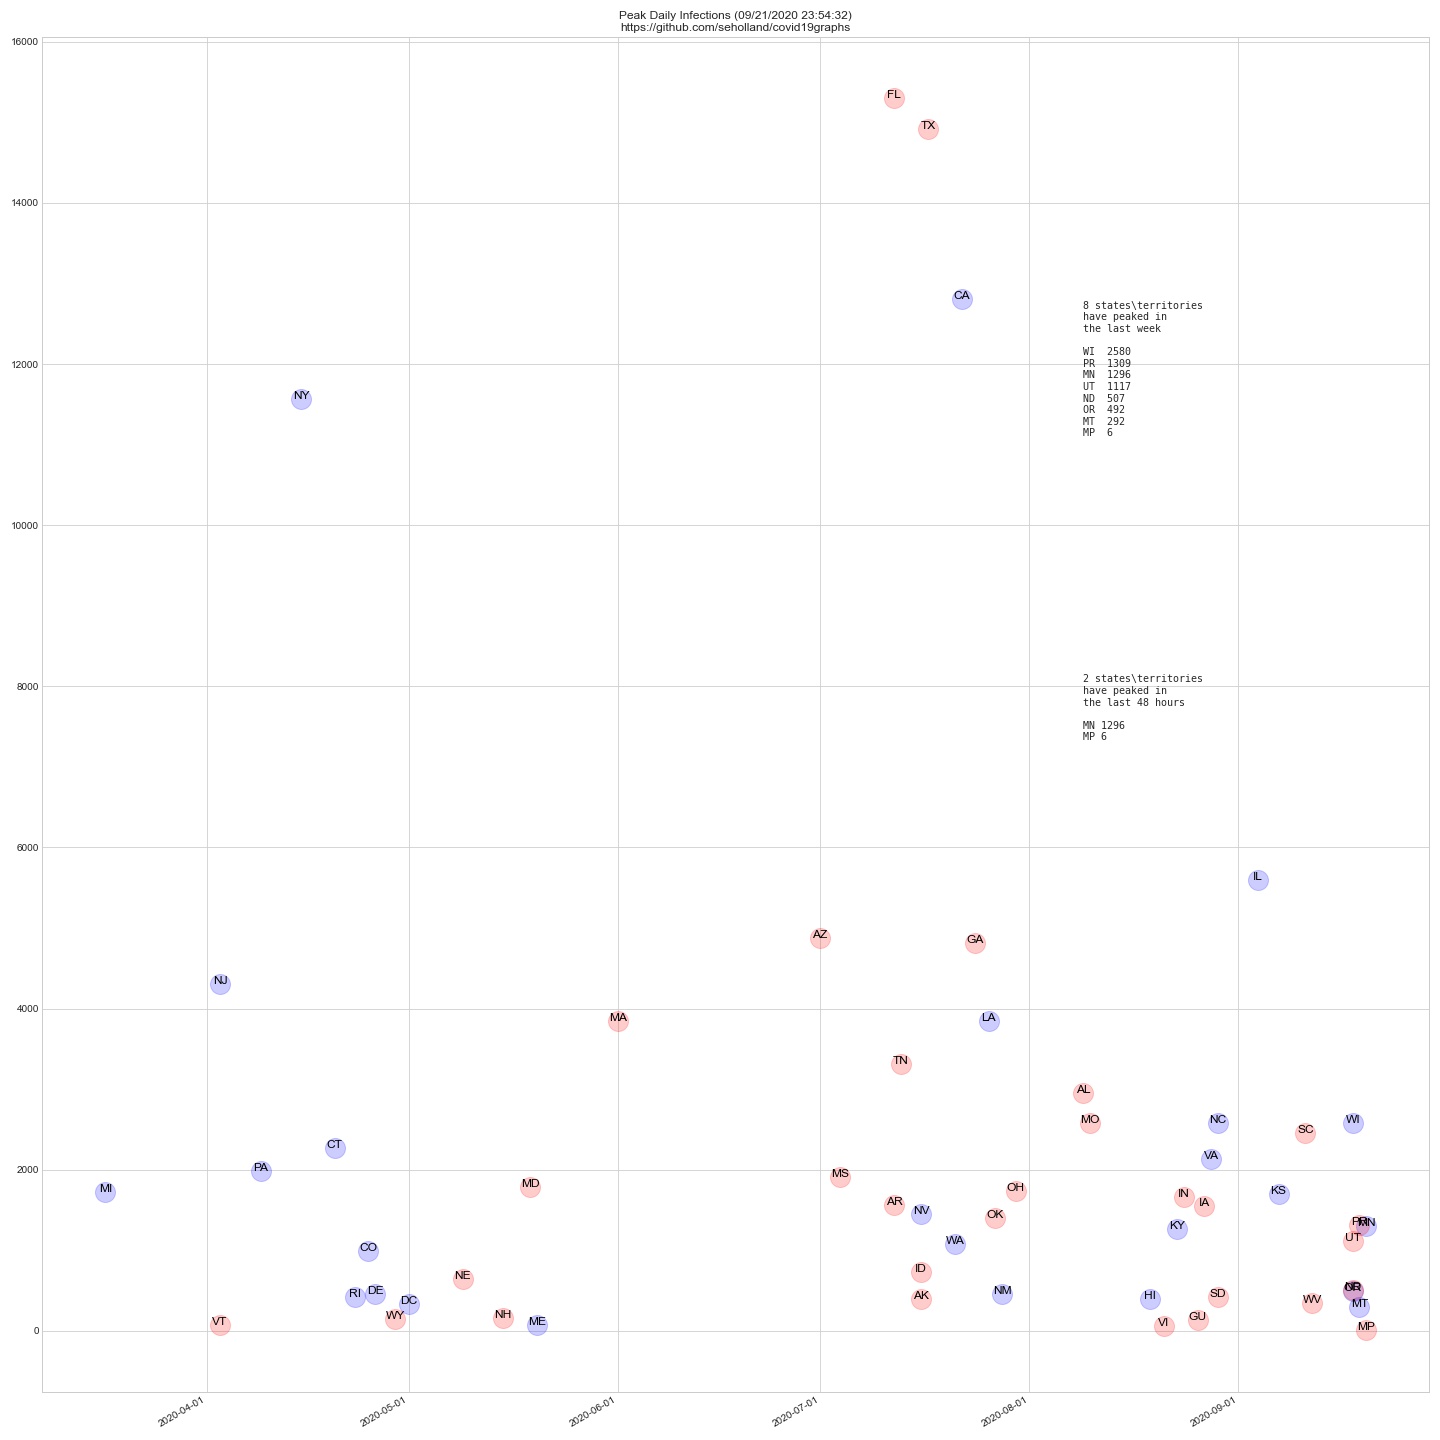 Peak Daily Infections (09/21/2020 23:54:32)
https://github.com/seholland/covid19graphs
16000
FL
TX
14000
CA
8 states\territories
have peaked in
the last week
WI 2580
PR 1309
MN 1296
UT 1117
ND 507
OR 492
MT 292
MP 6
12000
NY
10000
8000
2 states\territories
have peaked in
the last 48 hours
MN 1296
MP 6
6000
IL
AZ
GA
NJ
4000
MA
LA
TN
AL
MO
NC
WI
SC
CT
VA
2000
PA
MS
MI
MD
OH
KS
IN
AR
IA
NV
OK
KY
PR
MN
WA
UT
CO
ID
NE
RI
DE
DC
AK
NM
HI
SD
WV
ND
OR
MT
VT
WY
NH
ME
VI
GU
MP
0
2020-04-01
2020-05-01
2020-06-01
2020-07-01
2020-08-01
2020-09-01